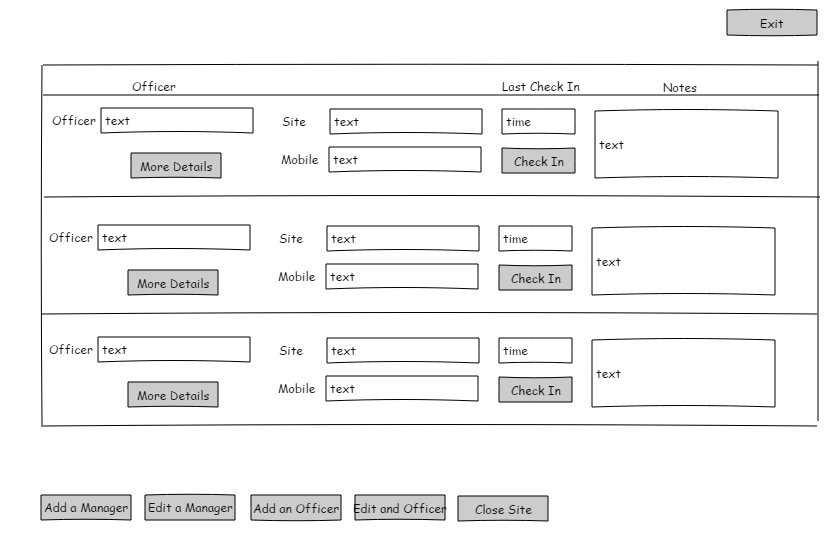 Exit
Officer Last Check In Notes
Officer text Site text time text
More Details Mobile text Check In
Officer text Site text time text
More Details Mobile text Check In
Officer text Site text time text
More Details Mobile text Check In
Add a Manager Edit a Manager Add an Officer Edit and Officer Close Site